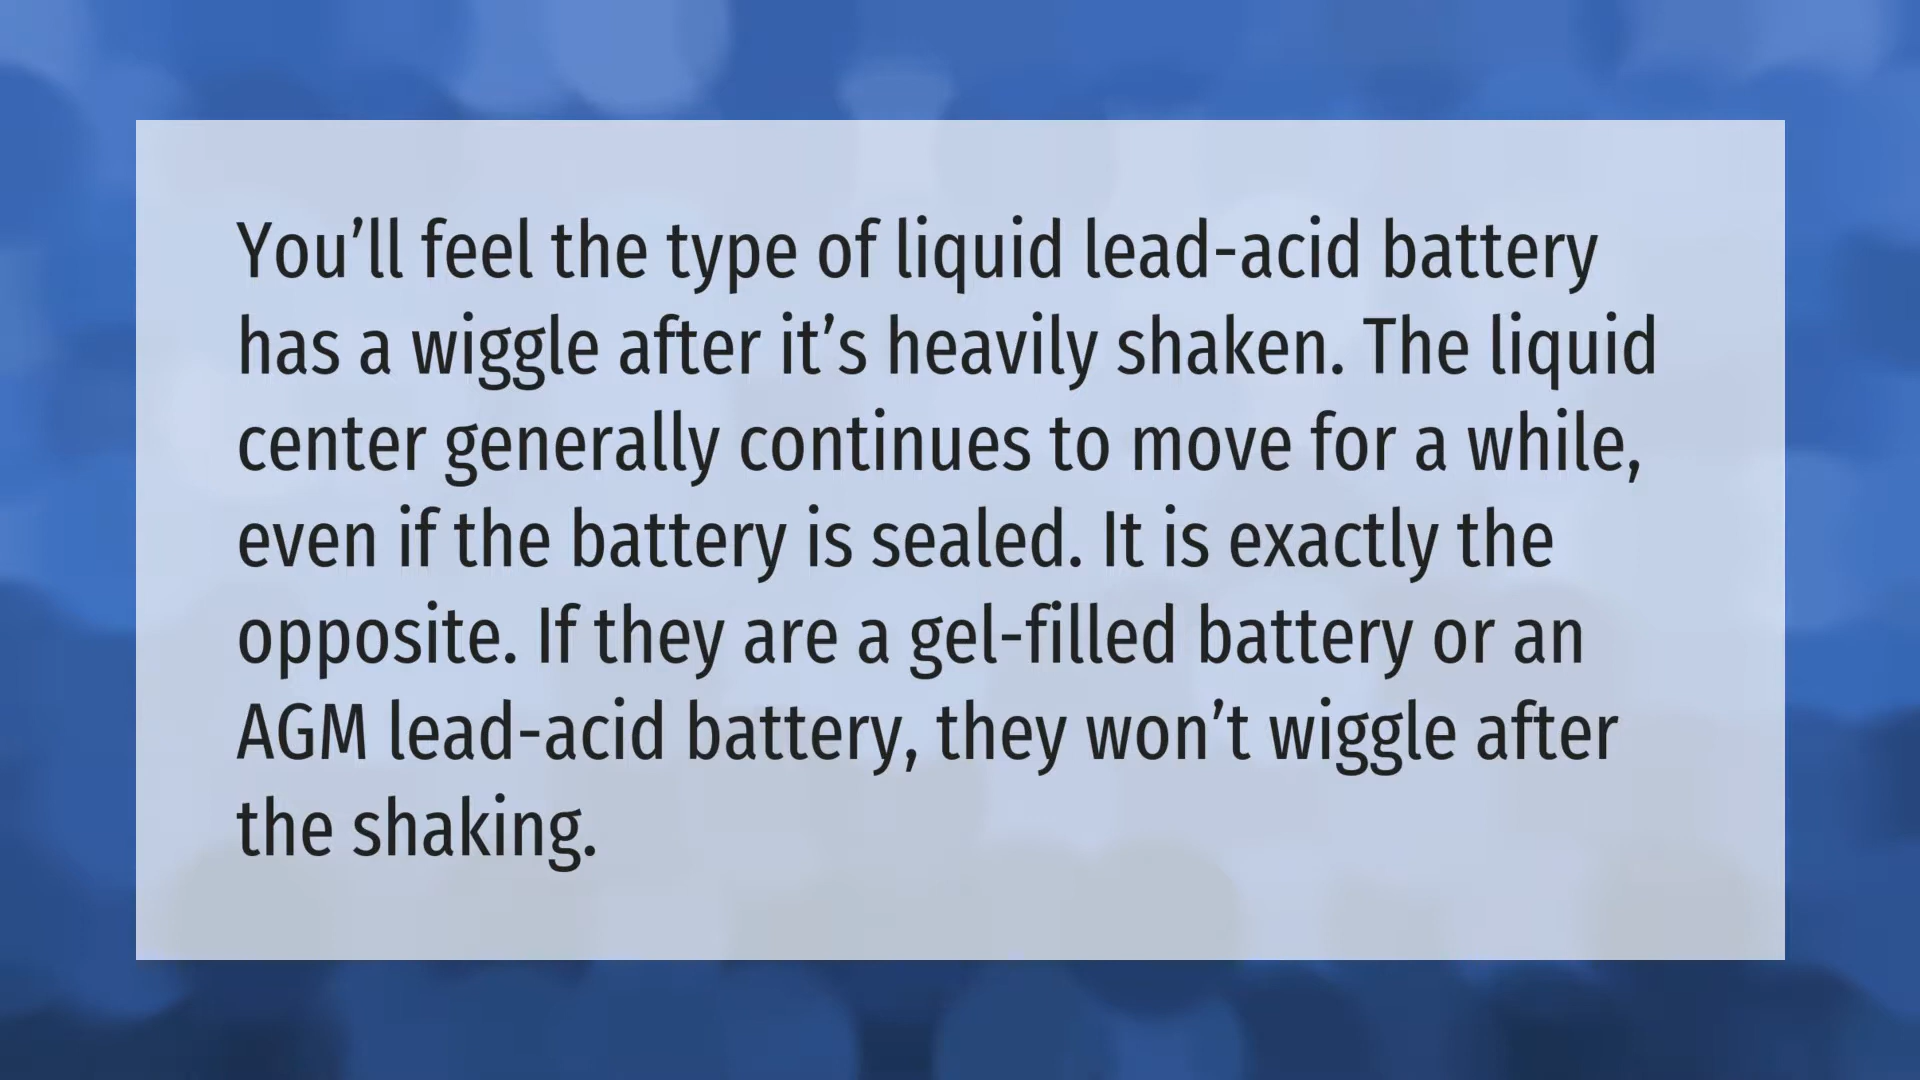 You’ll feel the type of liquid lead-acid battery
has a wiggle after it’s heavily shaken. The liquid
center generally continues to move for a while,
even if the battery is sealed. It is exactly the
opposite. If they are a gel-filled battery or an
AGM lead-acid battery, they won’t wiggle after
the shaking.